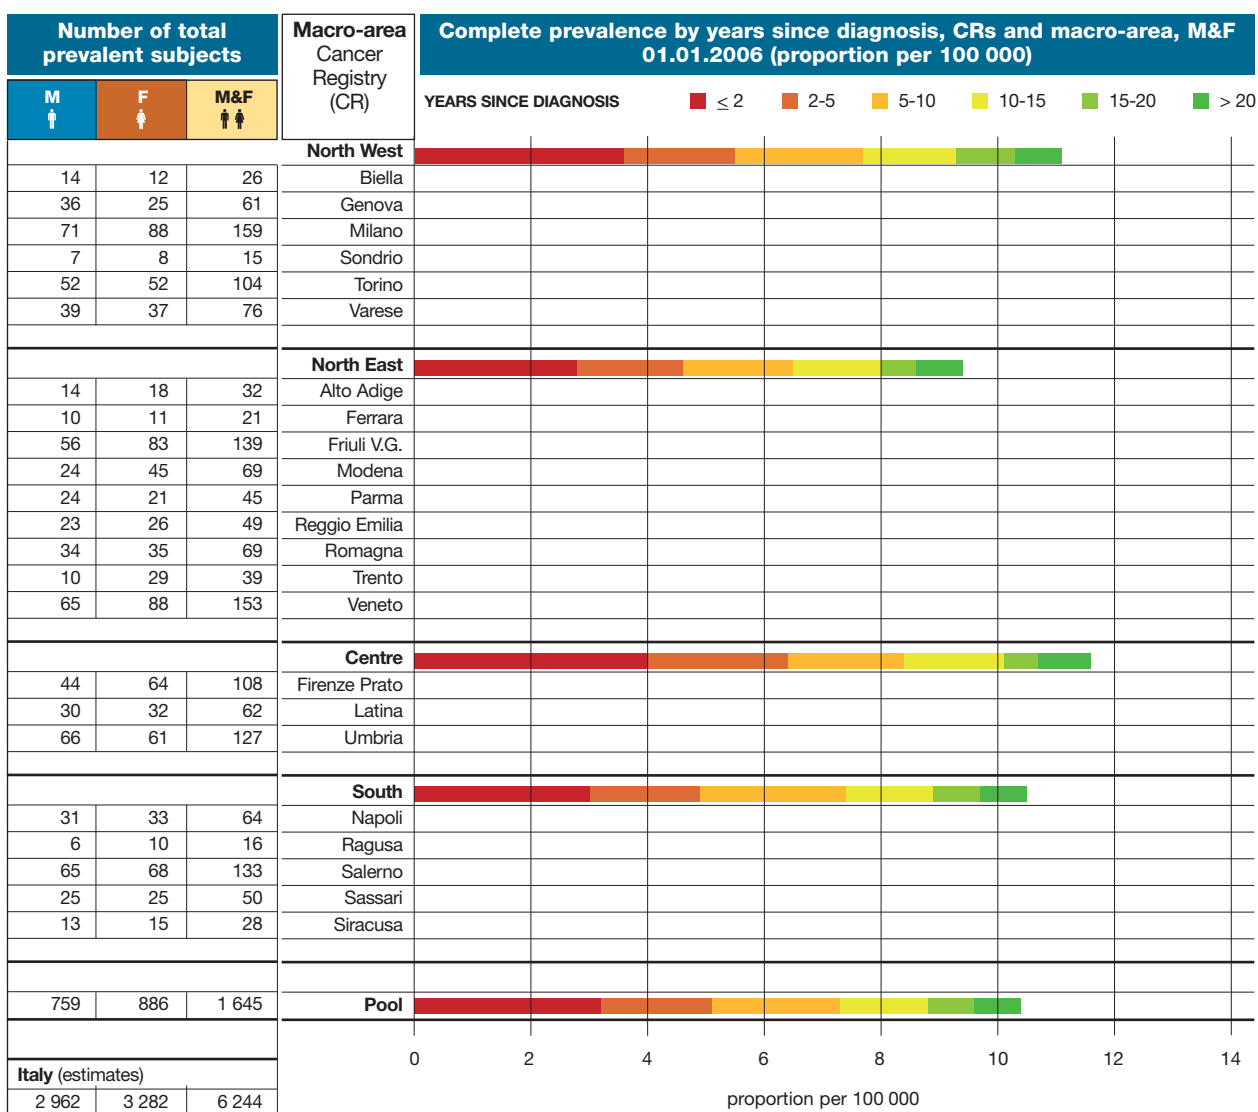 Number of total prevalent subjects
Macro-area
Cancer
Registry
(CR)
Complete prevalence by years since diagnosis, CRs and macro-area, M&F
01.01.2006 (proportion per 100 000)
M F M&F
YEARS SINCE DIAGNOSIS ≤ 2 2-5 5-10 10-15 15-20 > 20
North West
14 12 26 Biella
36 25 61 Genova
71 88 159 Milano
7 8 15 Sondrio
52 52 104 Torino
39 37 76 Varese
North East
14 18 32 Alto Adige
10 11 21 Ferrara
56 83 139 Friuli V.G.
24 45 69 Modena
24 21 45 Parma
23 26 49 Reggio Emilia
34 35 69 Romagna
10 29 39 Trento
65 88 153 Veneto
Centre
44 64 108 Firenze Prato
30 32 62 Latina
66 61 127 Umbria
South
31 33 64 Napoli
6 10 16 Ragusa
65 68 133 Salerno
25 25 50 Sassari
13 15 28 Siracusa
759 886 1 645 Pool
0 2 4 6 8 10 12 14
Italy (estimates)
2 962 3 282 6 244
proportion per 100 000